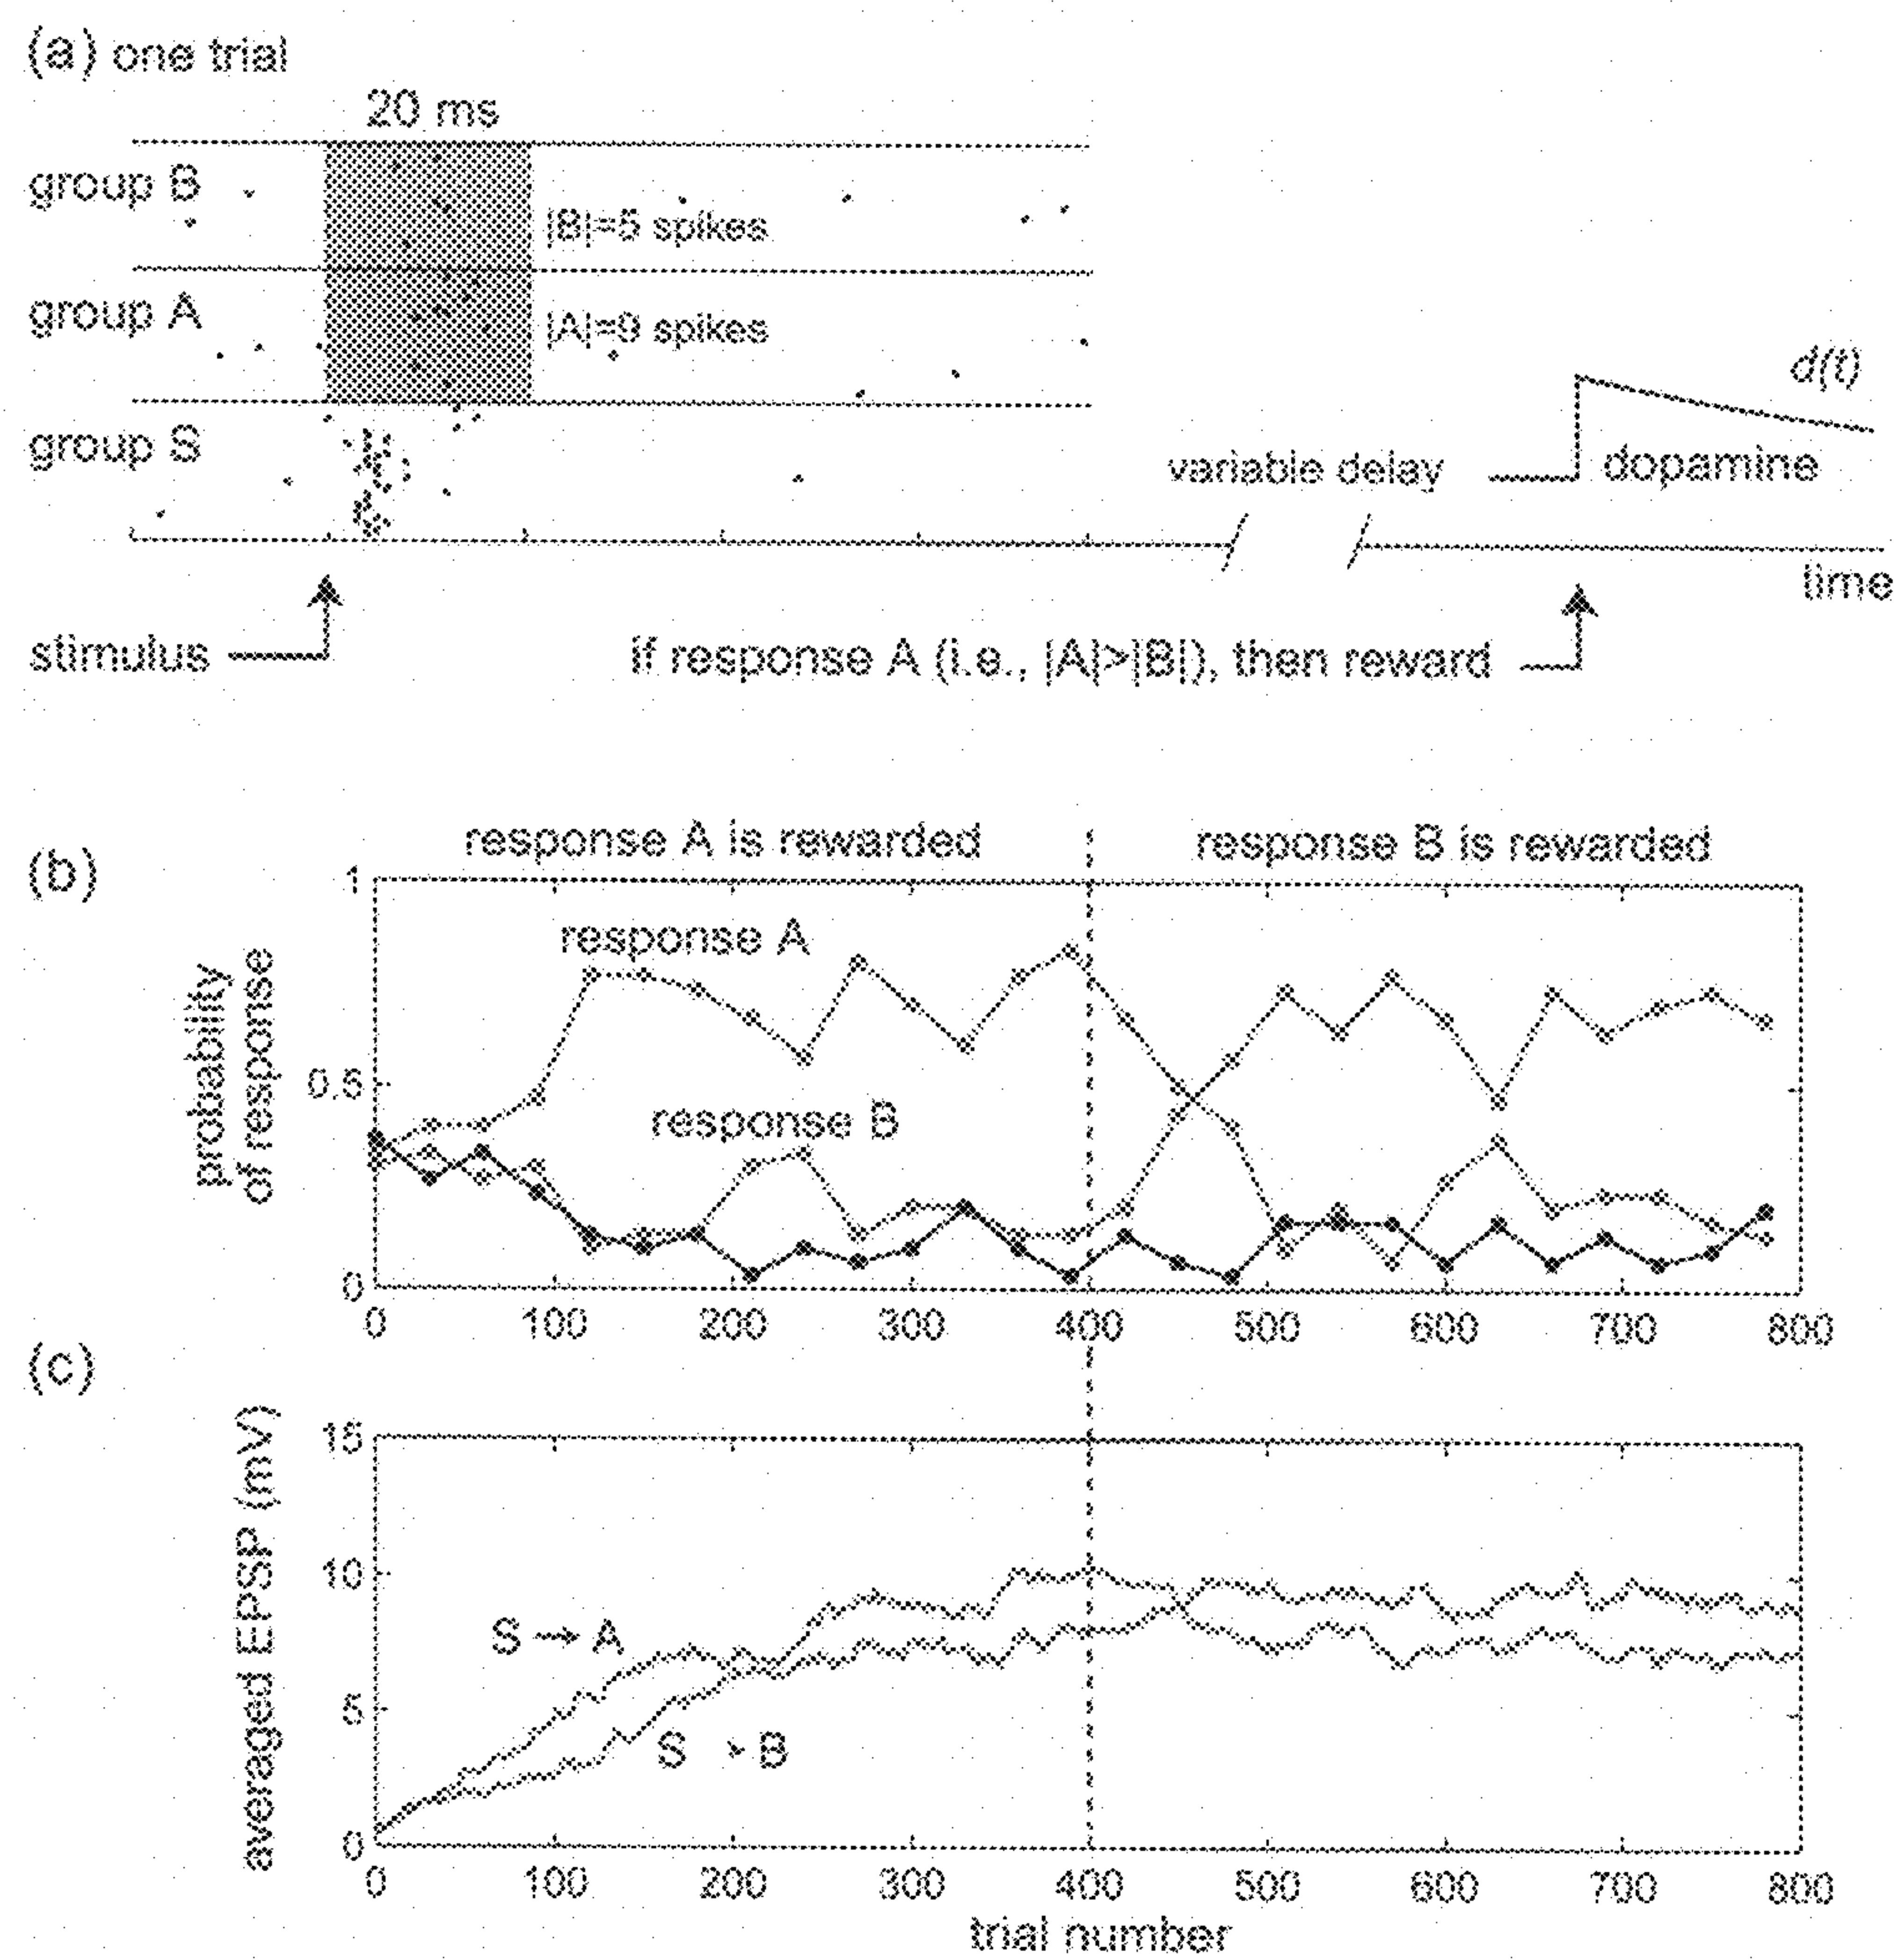 (a) one trial
20 ms
group B
|B|=5 spikes
group A
|A|=9 spikes
d(t)
group S
variable delay
dopamine
time
stimulus
if response A (i.e., |A|>|B|), then reward
(b)
response A is rewarded
response B is rewarded
1
response A
probability
of response
0.5
response B
0
0 100 200 300 400 500 600 700 800
(c)
15
averaged EPSP (mV)
10
S → A
5
S → B
0
0 100 200 300 400 500 600 700 800
trial number